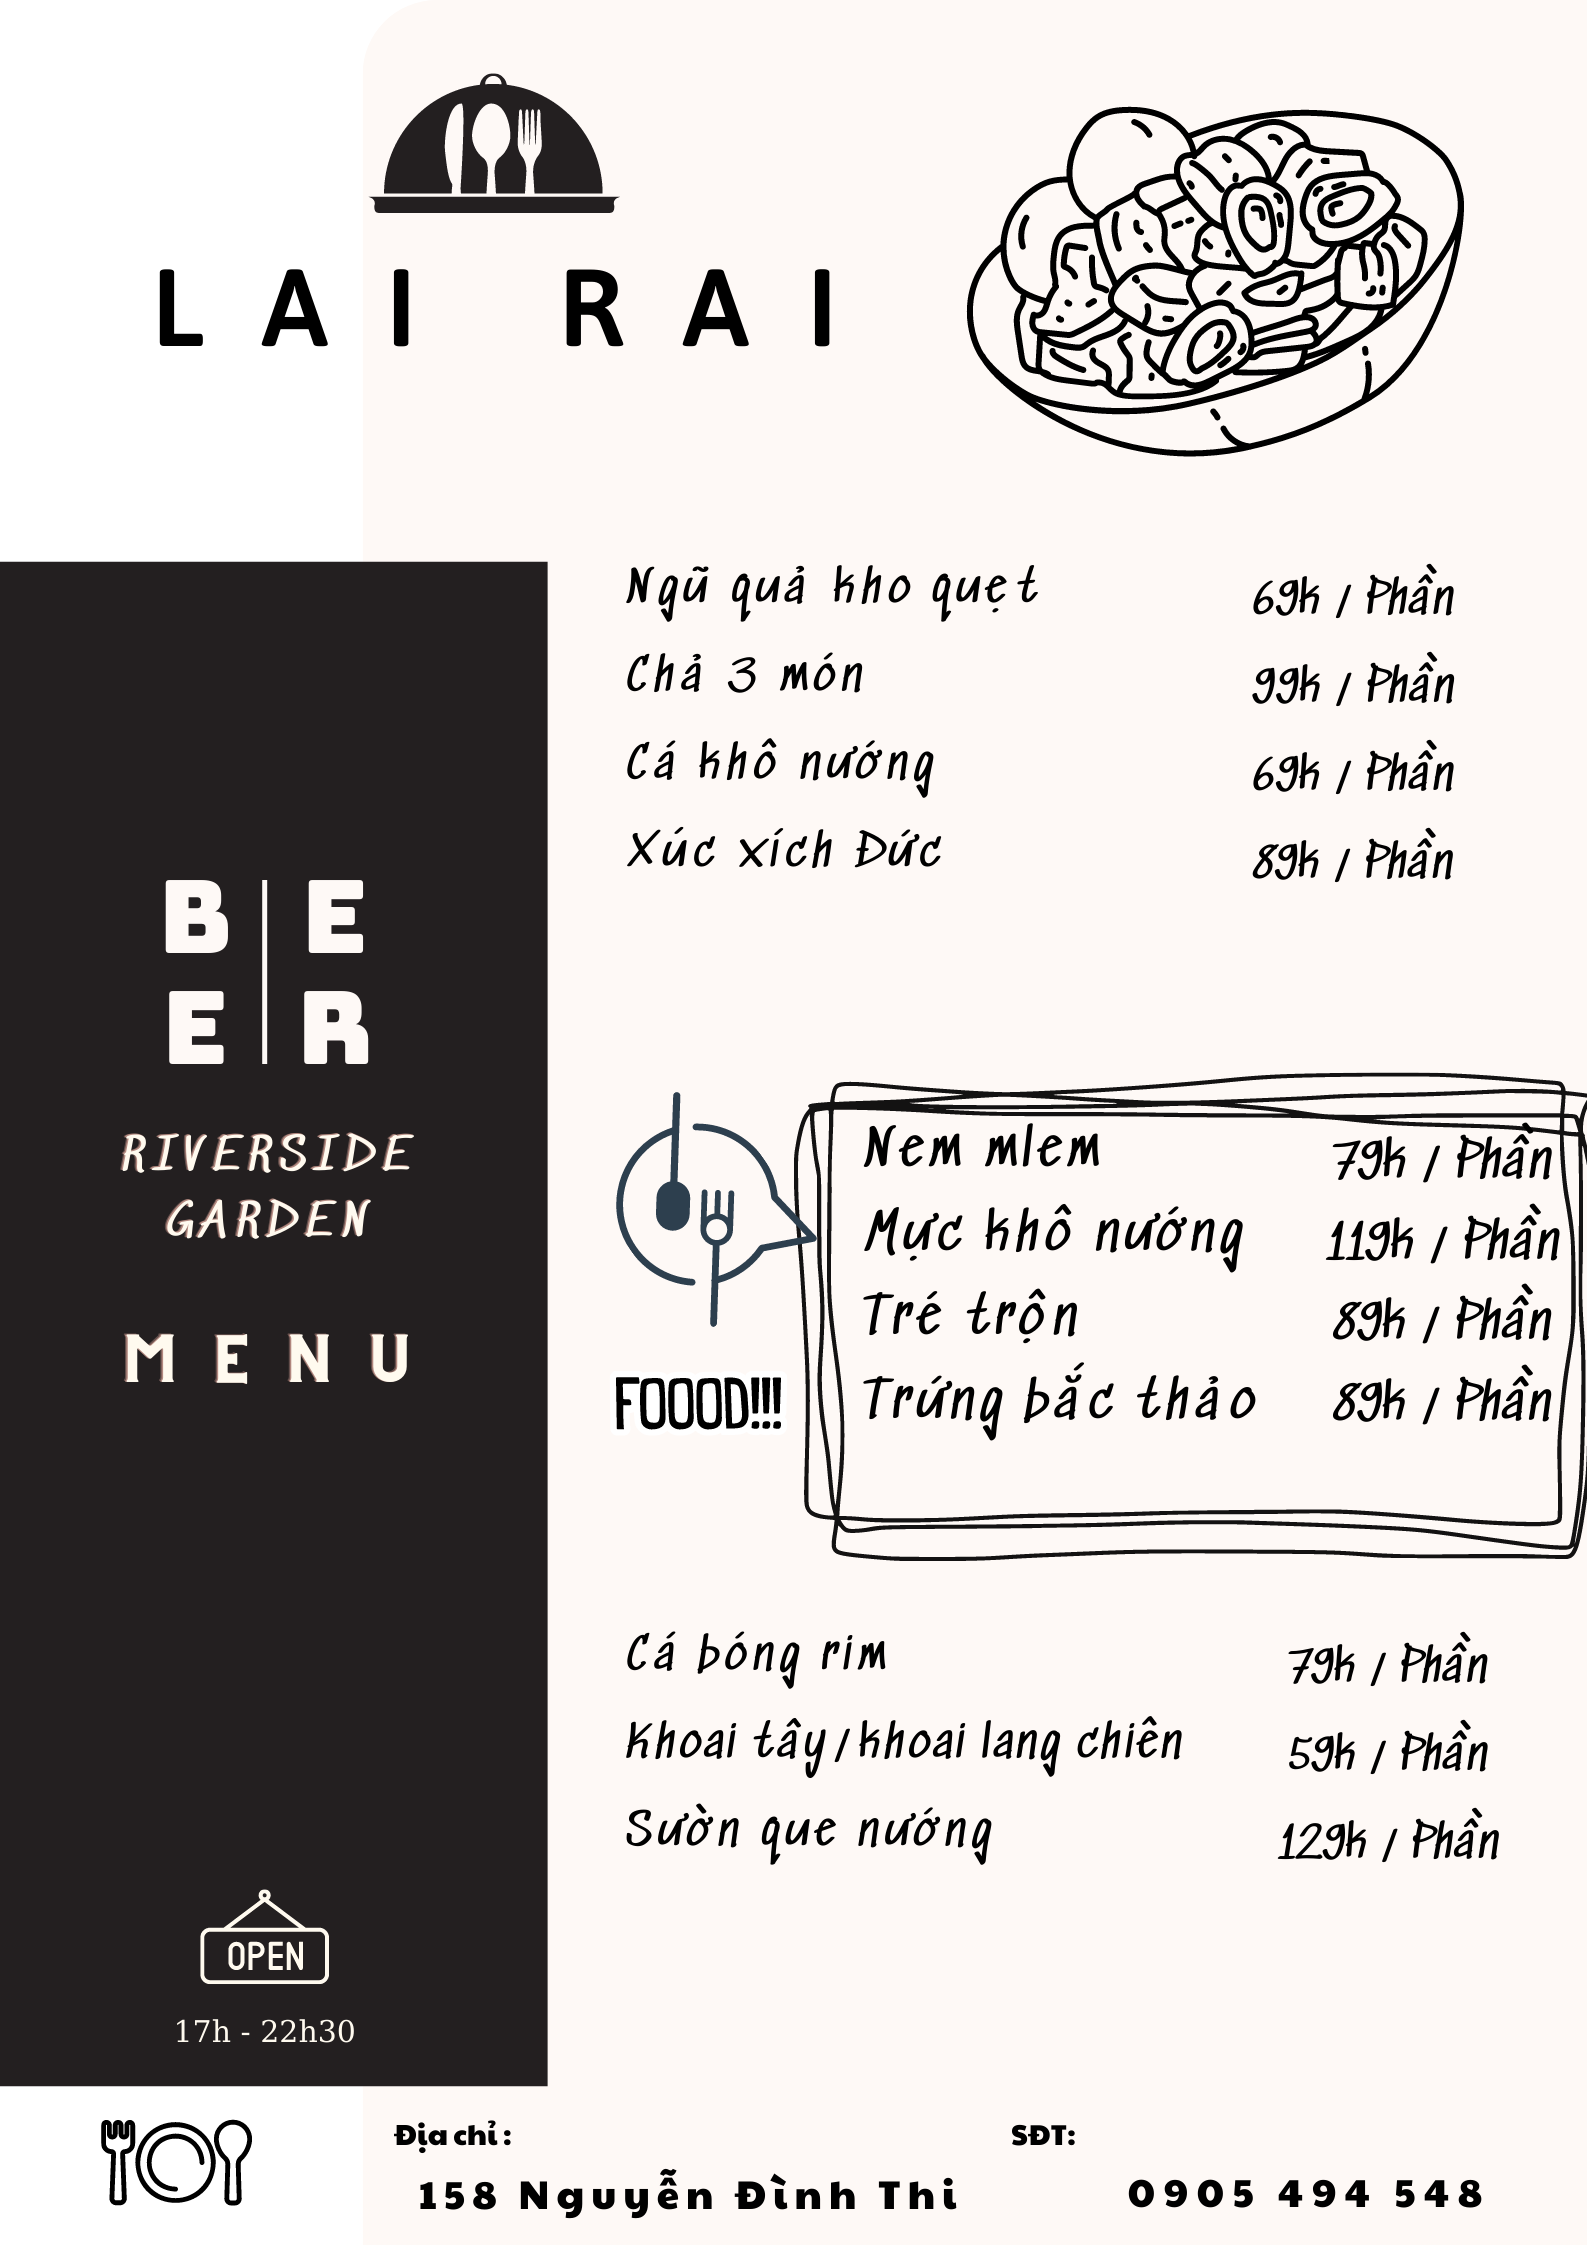 LAI RAI
Ngũ quả kho quẹt 69k / Phần
Chả 3 món 99k / Phần
Cá khô nướng 69k / Phần
Xúc xích Đức 89k / Phần
B E
E R
RIVERSIDE
GARDEN
MENU
Nem mlem 79k / Phần
Mực khô nướng 119k / Phần
Tré trộn 89k / Phần
Trứng bắc thảo 89k / Phần
FOOOD!!!
Cá bóng rim 79k / Phần
Khoai tây/khoai lang chiên 59k / Phần
Sườn que nướng 129k / Phần
OPEN
17h - 22h30
Địa chỉ : SĐT:
158 Nguyễn Đình Thi 0905 494 548